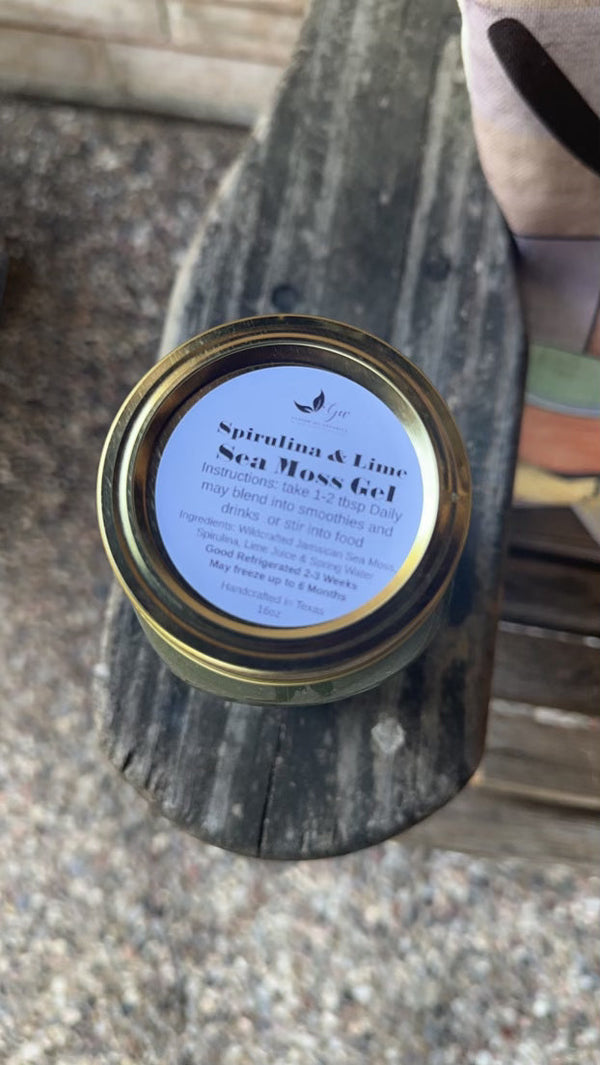 GW
Spirulina & Lime
Sea Moss Gel
Instructions: take 1-2 tbsp Daily
may blend into smoothies and
drinks or stir into food
Ingredients: Wildcrafted Jamaican Sea Moss,
Spirulina, Lime Juice & Spring Water
Good Refrigerated 2-3 Weeks
May freeze up to 6 Months
Handcrafted in Texas
16oz